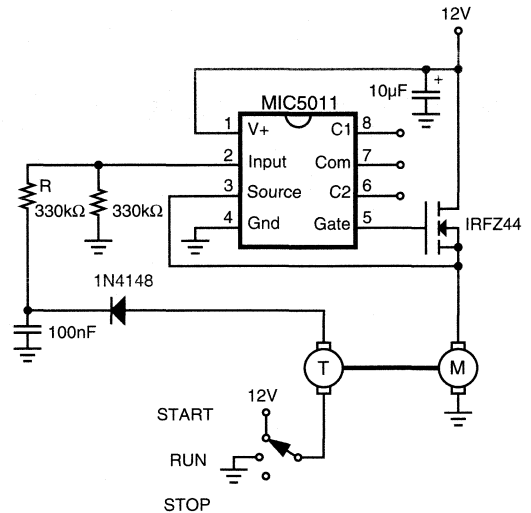 12V
10µF +
MIC5011
1 V+ C1 8
2 Input Com 7
3 Source C2 6
4 Gnd Gate 5
R
330kΩ 330kΩ
IRFZ44
1N4148
100nF
T M
12V
START
RUN
STOP